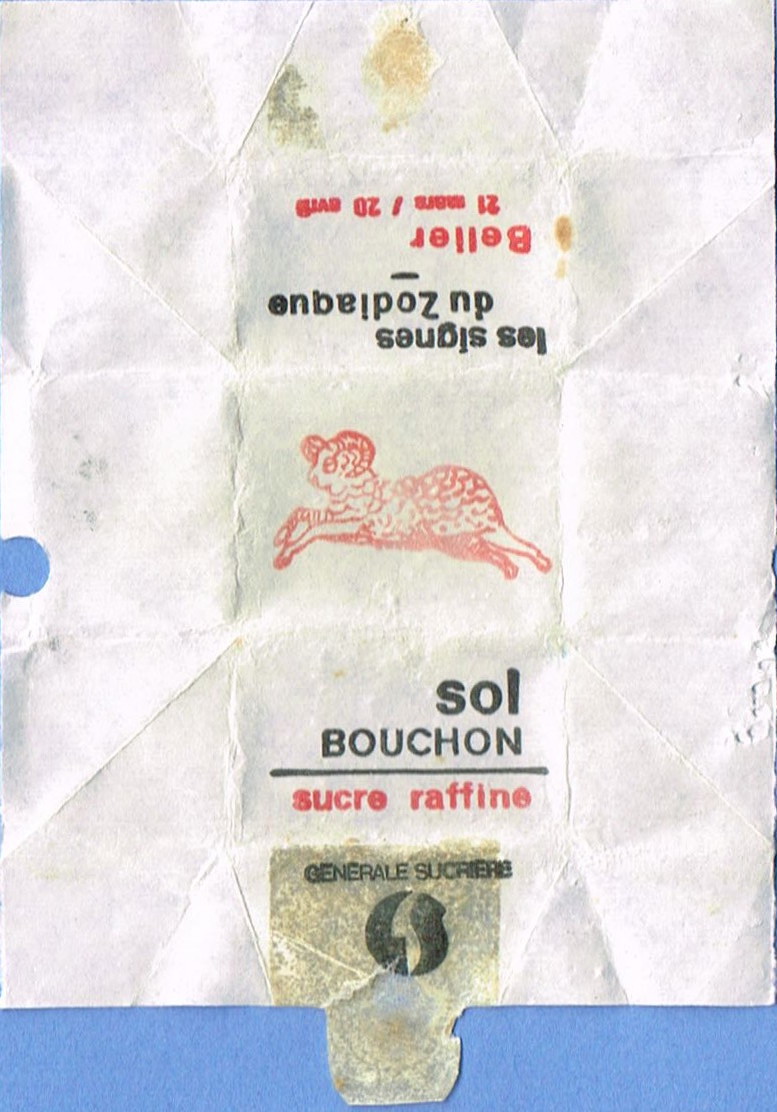 les signes
du Zodiaque
—
Belier
21 mars / 20 avril
sol
BOUCHON
sucre raffine
GENERALE SUCRIERE